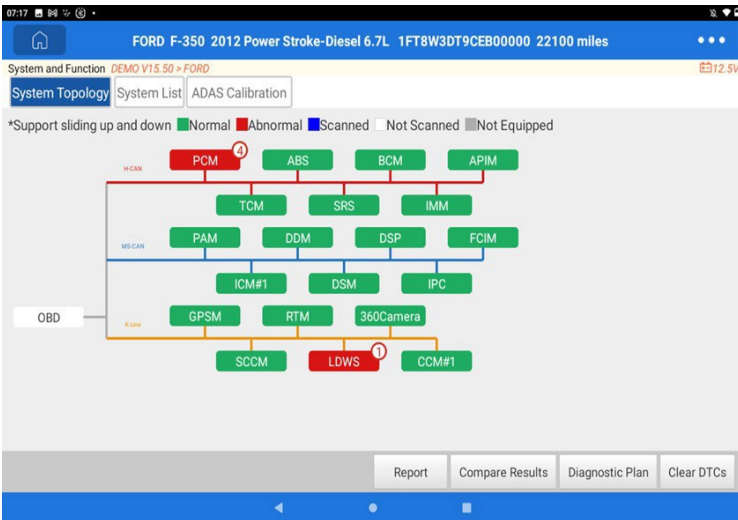 07:17
FORD F-350 2012 Power Stroke-Diesel 6.7L 1FT8W3DT9CEB00000 22100 miles
System and Function DEMO V15.50 > FORD 12.5V
System Topology System List ADAS Calibration
*Support sliding up and down Normal Abnormal Scanned Not Scanned Not Equipped
PCM 4 ABS BCM APIM
H-CAN
TCM SRS IMM
PAM DDM DSP FCIM
MS-CAN
ICM#1 DSM IPC
OBD GPSM RTM 360Camera
K-Line
SCCM LDWS 1 CCM#1
Report Compare Results Diagnostic Plan Clear DTCs